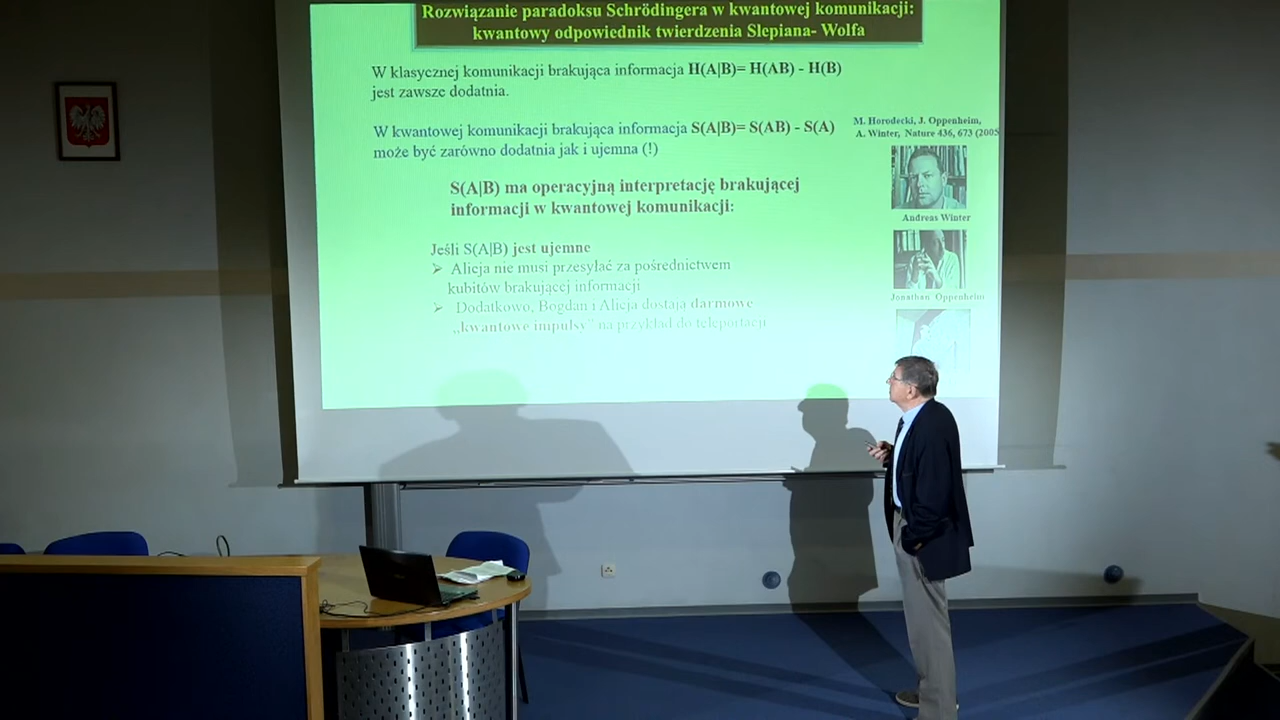 Rozwiązanie paradoksu Schrödingera w kwantowej komunikacji:
kwantowy odpowiednik twierdzenia Slepiana- Wolfa
W klasycznej komunikacji brakująca informacja H(A|B)= H(AB) - H(B)
jest zawsze dodatnia.
W kwantowej komunikacji brakująca informacja S(A|B)= S(AB) - S(A)
może być zarówno dodatnia jak i ujemna (!)
M. Horodecki, J. Oppenheim,
A. Winter, Nature 436, 673 (2005
Andreas Winter
S(A|B) ma operacyjną interpretację brakującej
informacji w kwantowej komunikacji:
Jeśli S(A|B) jest ujemne
➢ Alicja nie musi przesyłać za pośrednictwem
kubitów brakującej informacji
➢ Dodatkowo, Bogdan i Alicja dostają darmowe
„kwantowe impulsy” na przykład do teleportacji
Jonathan Oppenheim